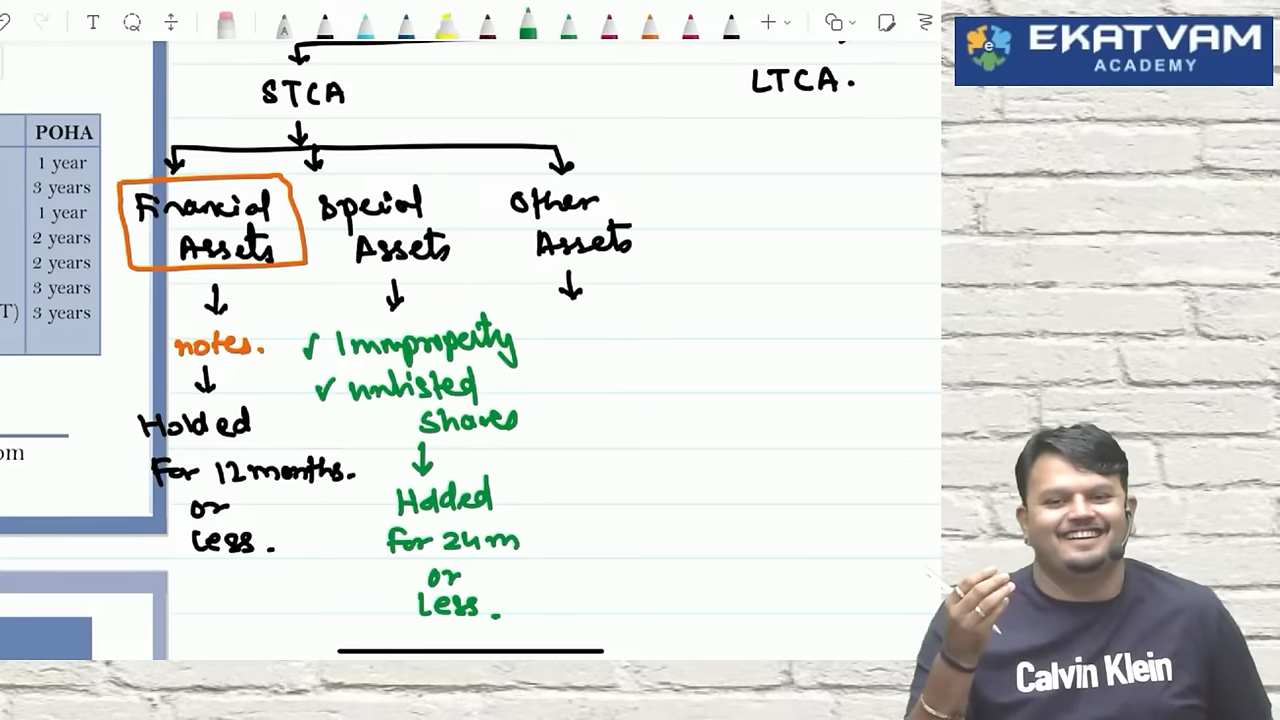 T
A
EKATVAM
ACADEMY
STCA
LTCA.
POHA
1 year
3 years
1 year
2 years
2 years
3 years
T) 3 years
om
Financial
Assets
Special
Assets
Other
Assets
notes.
Holded
For 12 months.
or
Less.
✓ Immproperty
✓ unlisted
shares
Holded
for 24 m
or
Less.
Calvin Klein